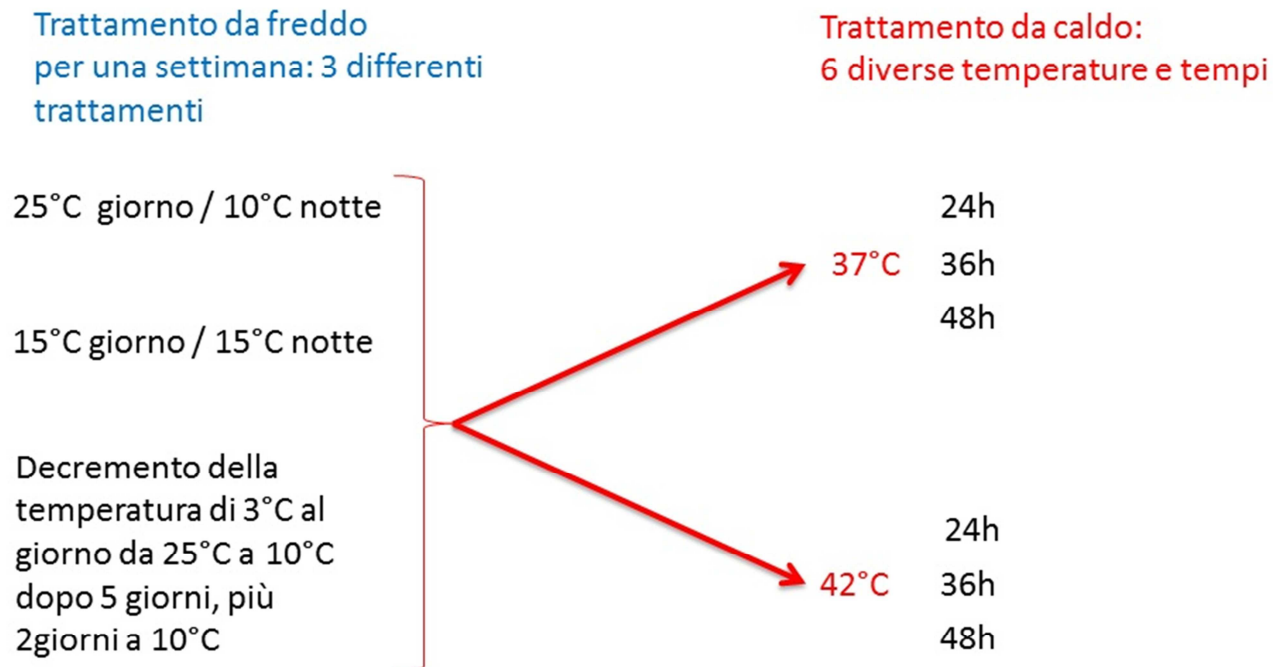 Trattamento da freddo
per una settimana: 3 differenti
trattamenti
Trattamento da caldo:
6 diverse temperature e tempi
25°C giorno / 10°C notte
15°C giorno / 15°C notte
Decremento della
temperatura di 3°C al
giorno da 25°C a 10°C
dopo 5 giorni, più
2giorni a 10°C
24h
37°C 36h
48h
24h
42°C 36h
48h